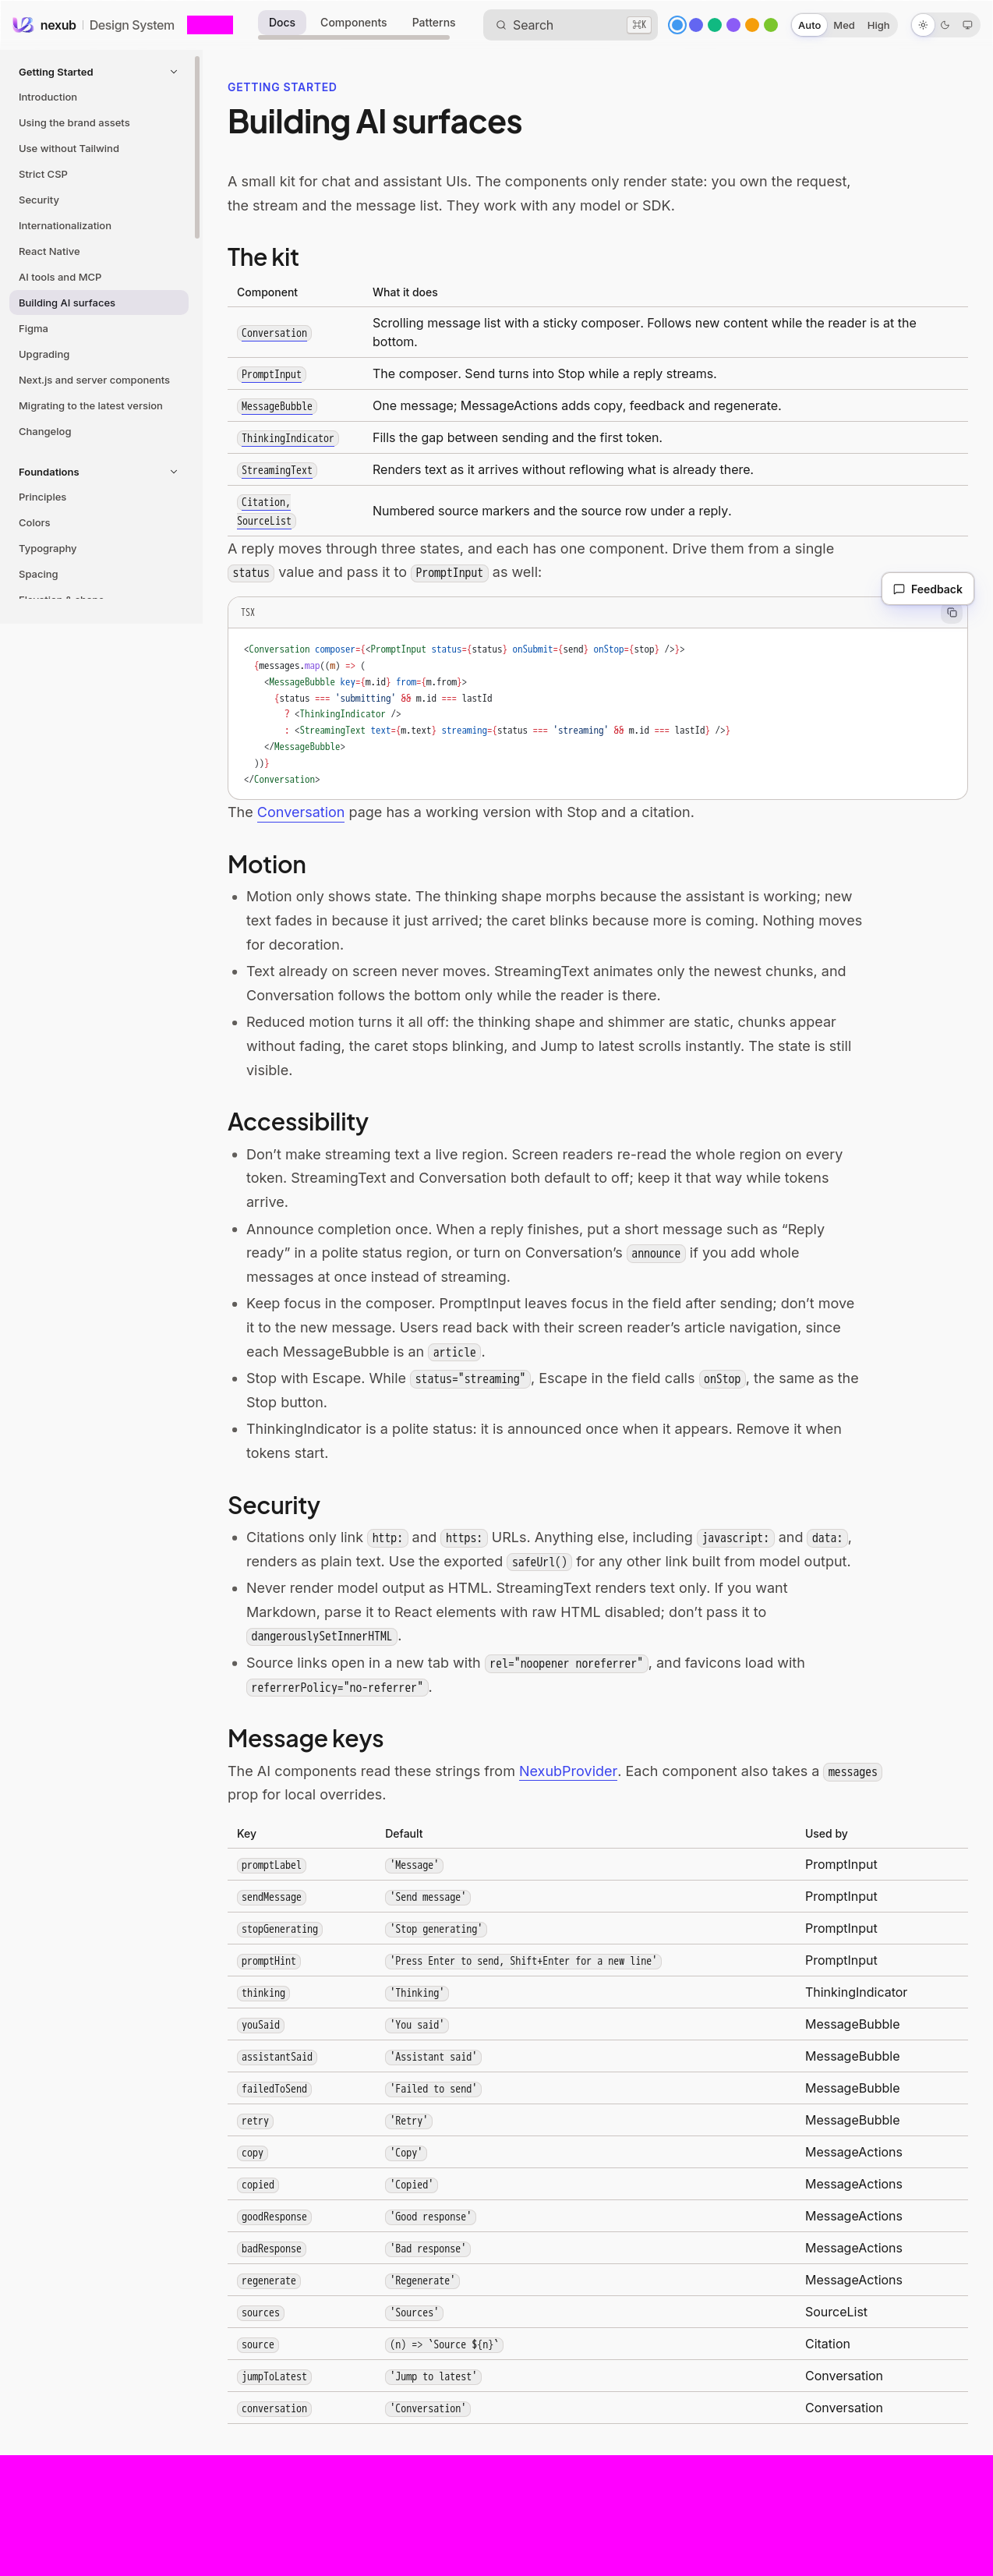 nexub Design System Docs Components Patterns Search ⌘K Auto Med High
Getting Started
Introduction
Using the brand assets
Use without Tailwind
Strict CSP
Security
Internationalization
React Native
AI tools and MCP
Building AI surfaces
Figma
Upgrading
Next.js and server components
Migrating to the latest version
Changelog
Foundations
Principles
Colors
Typography
Spacing
GETTING STARTED
Building AI surfaces
A small kit for chat and assistant UIs. The components only render state: you own the request,
the stream and the message list. They work with any model or SDK.
The kit
Component What it does
Conversation Scrolling message list with a sticky composer. Follows new content while the reader is at the
bottom.
PromptInput The composer. Send turns into Stop while a reply streams.
MessageBubble One message; MessageActions adds copy, feedback and regenerate.
ThinkingIndicator Fills the gap between sending and the first token.
StreamingText Renders text as it arrives without reflowing what is already there.
Citation,
SourceList Numbered source markers and the source row under a reply.
A reply moves through three states, and each has one component. Drive them from a single
status value and pass it to PromptInput as well:
Feedback
TSX
<Conversation composer={<PromptInput status={status} onSubmit={send} onStop={stop} />}>
{messages.map((m) => (
<MessageBubble key={m.id} from={m.from}>
{status === 'submitting' && m.id === lastId
? <ThinkingIndicator />
: <StreamingText text={m.text} streaming={status === 'streaming' && m.id === lastId} />}
</MessageBubble>
))}
</Conversation>
The Conversation page has a working version with Stop and a citation.
Motion
• Motion only shows state. The thinking shape morphs because the assistant is working; new
text fades in because it just arrived; the caret blinks because more is coming. Nothing moves
for decoration.
• Text already on screen never moves. StreamingText animates only the newest chunks, and
Conversation follows the bottom only while the reader is there.
• Reduced motion turns it all off: the thinking shape and shimmer are static, chunks appear
without fading, the caret stops blinking, and Jump to latest scrolls instantly. The state is still
visible.
Accessibility
• Don’t make streaming text a live region. Screen readers re-read the whole region on every
token. StreamingText and Conversation both default to off; keep it that way while tokens
arrive.
• Announce completion once. When a reply finishes, put a short message such as “Reply
ready” in a polite status region, or turn on Conversation’s announce if you add whole
messages at once instead of streaming.
• Keep focus in the composer. PromptInput leaves focus in the field after sending; don’t move
it to the new message. Users read back with their screen reader’s article navigation, since
each MessageBubble is an article.
• Stop with Escape. While status="streaming", Escape in the field calls onStop, the same as the
Stop button.
• ThinkingIndicator is a polite status: it is announced once when it appears. Remove it when
tokens start.
Security
• Citations only link http: and https: URLs. Anything else, including javascript: and data:,
renders as plain text. Use the exported safeUrl() for any other link built from model output.
• Never render model output as HTML. StreamingText renders text only. If you want
Markdown, parse it to React elements with raw HTML disabled; don’t pass it to
dangerouslySetInnerHTML.
• Source links open in a new tab with rel="noopener noreferrer", and favicons load with
referrerPolicy="no-referrer".
Message keys
The AI components read these strings from NexubProvider. Each component also takes a messages
prop for local overrides.
Key Default Used by
promptLabel 'Message' PromptInput
sendMessage 'Send message' PromptInput
stopGenerating 'Stop generating' PromptInput
promptHint 'Press Enter to send, Shift+Enter for a new line' PromptInput
thinking 'Thinking' ThinkingIndicator
youSaid 'You said' MessageBubble
assistantSaid 'Assistant said' MessageBubble
failedToSend 'Failed to send' MessageBubble
retry 'Retry' MessageBubble
copy 'Copy' MessageActions
copied 'Copied' MessageActions
goodResponse 'Good response' MessageActions
badResponse 'Bad response' MessageActions
regenerate 'Regenerate' MessageActions
sources 'Sources' SourceList
source (n) => `Source ${n}` Citation
jumpToLatest 'Jump to latest' Conversation
conversation 'Conversation' Conversation